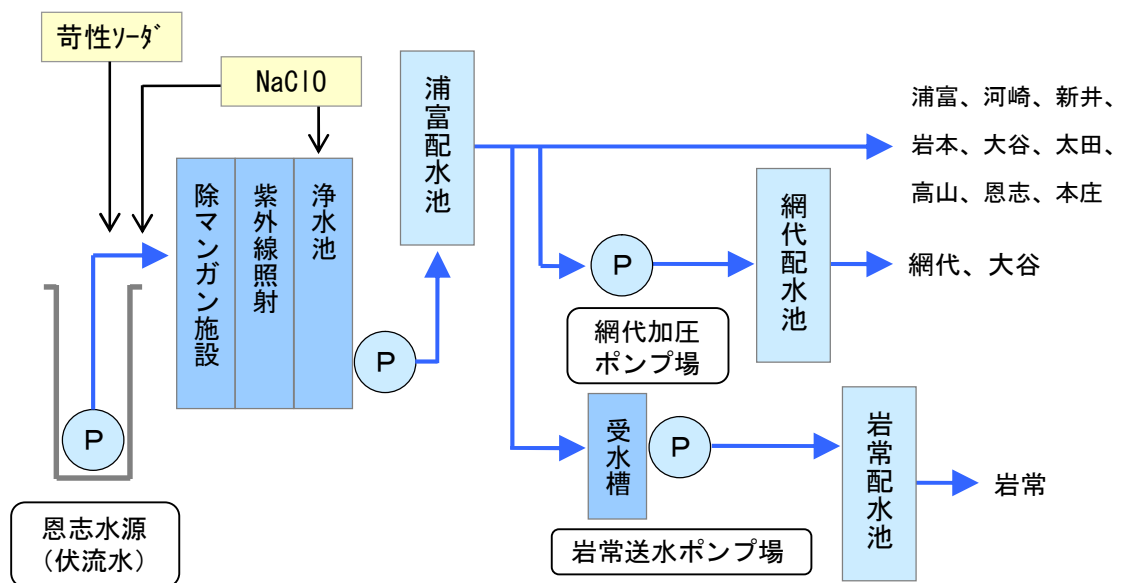 苛性ｿｰﾀﾞ
NaClO
除マンガン施設
紫外線照射
浄水池
P
恩志水源
（伏流水）
P
浦富配水池
浦富、河崎、新井、
岩本、大谷、太田、
高山、恩志、本庄
P
網代加圧
ポンプ場
網代配水池
網代、大谷
受水槽
P
岩常送水ポンプ場
岩常配水池
岩常